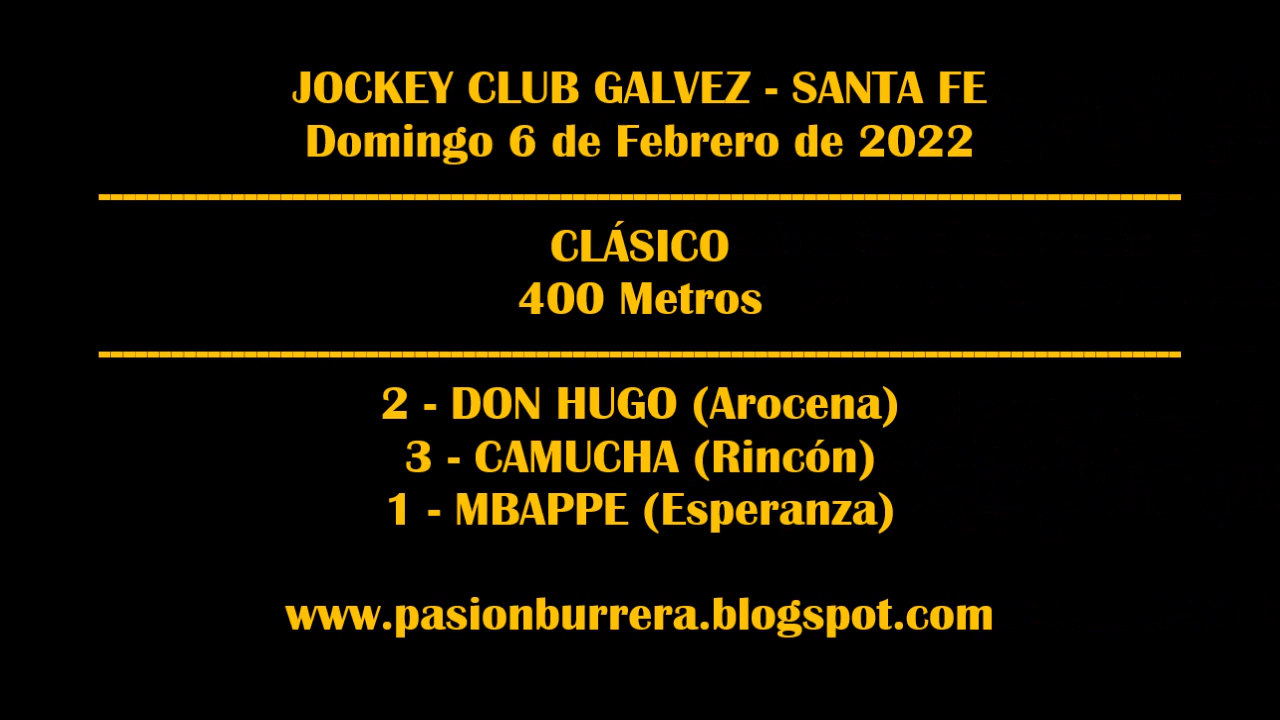 JOCKEY CLUB GALVEZ - SANTA FE
Domingo 6 de Febrero de 2022
CLÁSICO
400 Metros
2 - DON HUGO (Arocena)
3 - CAMUCHA (Rincón)
1 - MBAPPE (Esperanza)
www.pasionburrera.blogspot.com